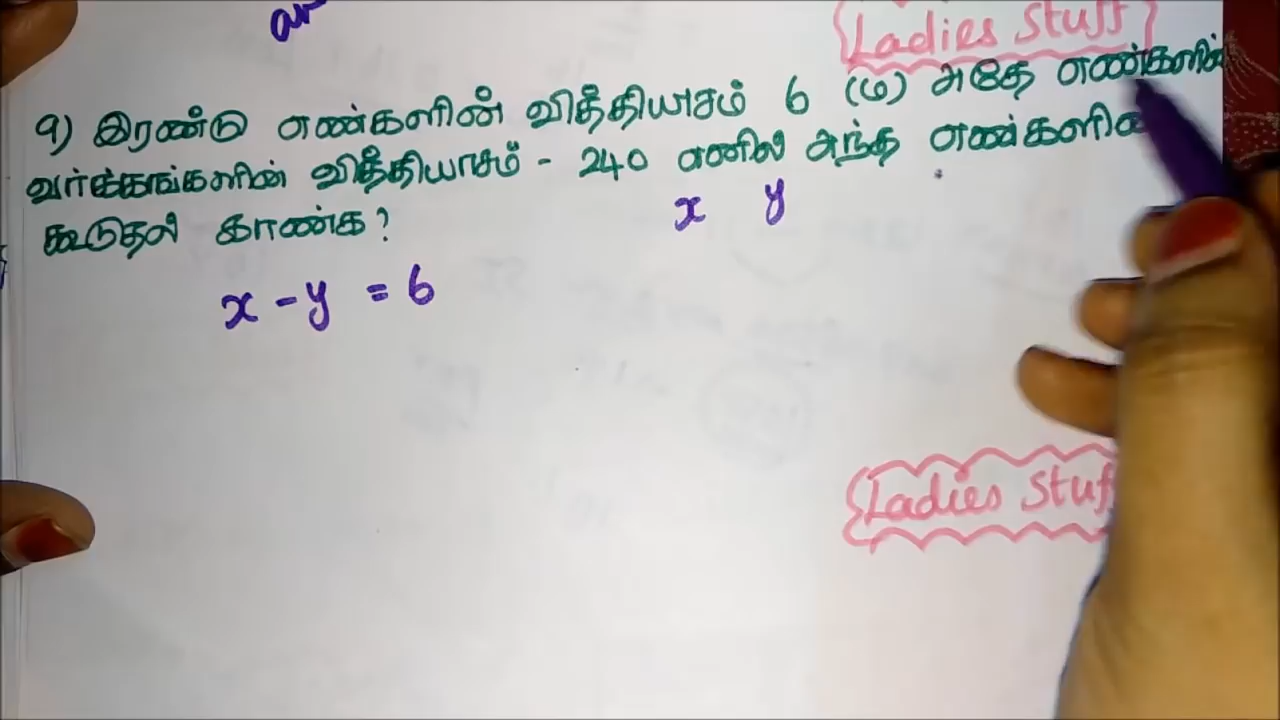 Ladies Stuff
9) இரண்டு எண்களின் வித்தியாசம் 6 (ம) அதே எண்களின்
வர்க்கங்களின் வித்தியாசம் - 240 எனில் அந்த எண்களின்
கூடுதல் காண்க?
x y
x - y = 6
Ladies Stuff